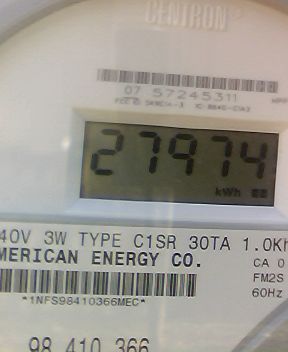 CENTRON
07 57245311
27974
kWh
40V 3W TYPE C1SR 30TA 1.0Kh
MERICAN ENERGY CO.
CA 0
FM2S
60Hz
*1NFS98410366MEC*
98 410 366